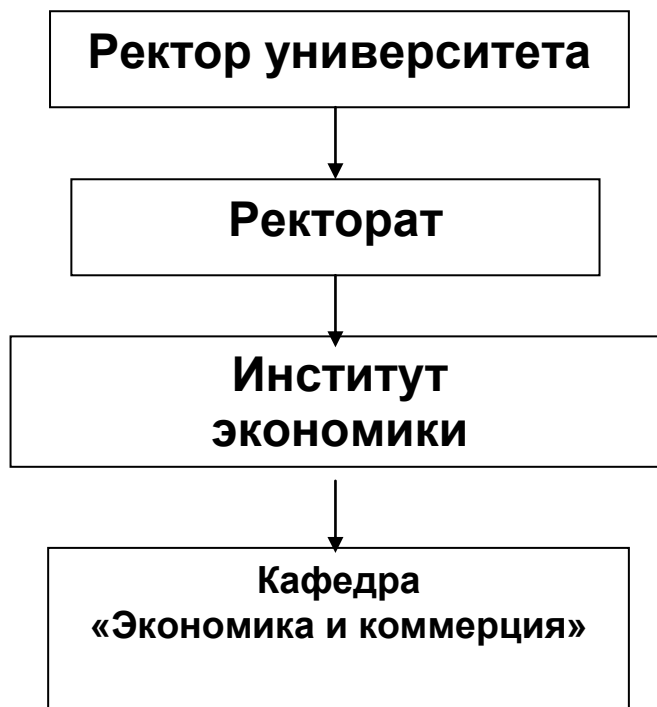 Ректор университета
Ректорат
Институт
экономики
Кафедра
«Экономика и коммерция»